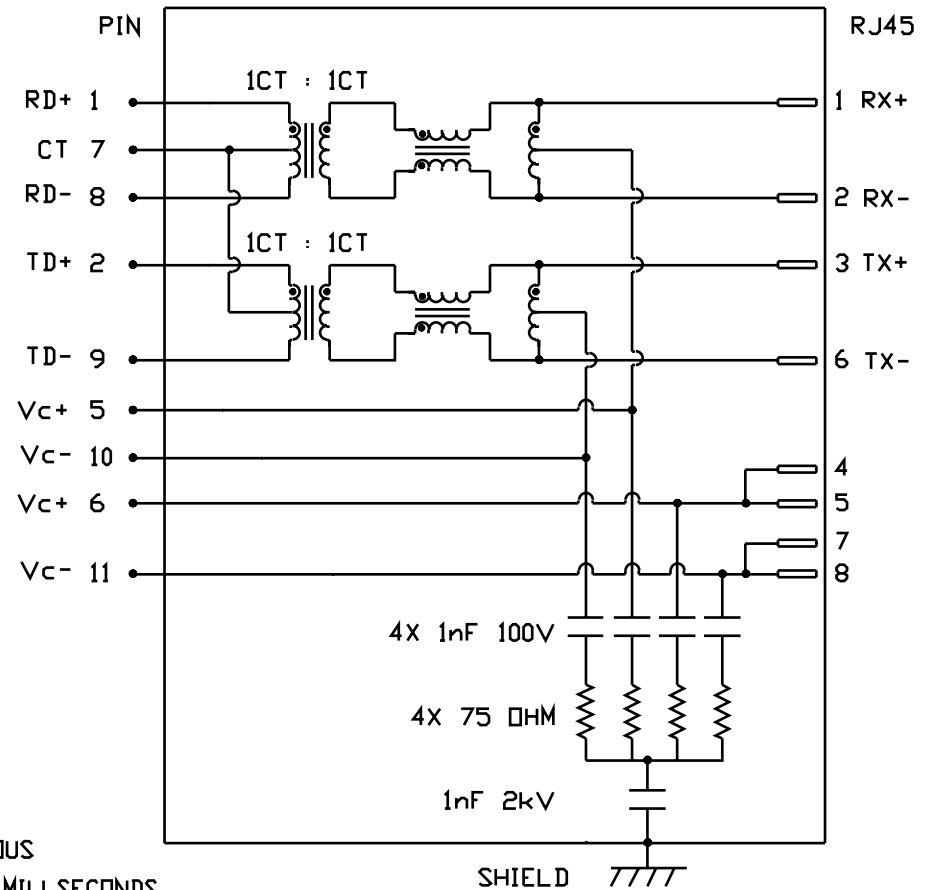 PIN RJ45
1CT : 1CT
RD+ 1 1 RX+
CT 7
RD- 8 2 RX-
1CT : 1CT
TD+ 2 3 TX+
TD- 9 6 TX-
Vc+ 5
Vc- 10
4
Vc+ 6 5
7
Vc- 11 8
4X 1nF 100V
4X 75 OHM
1nF 2kV
SHIELD